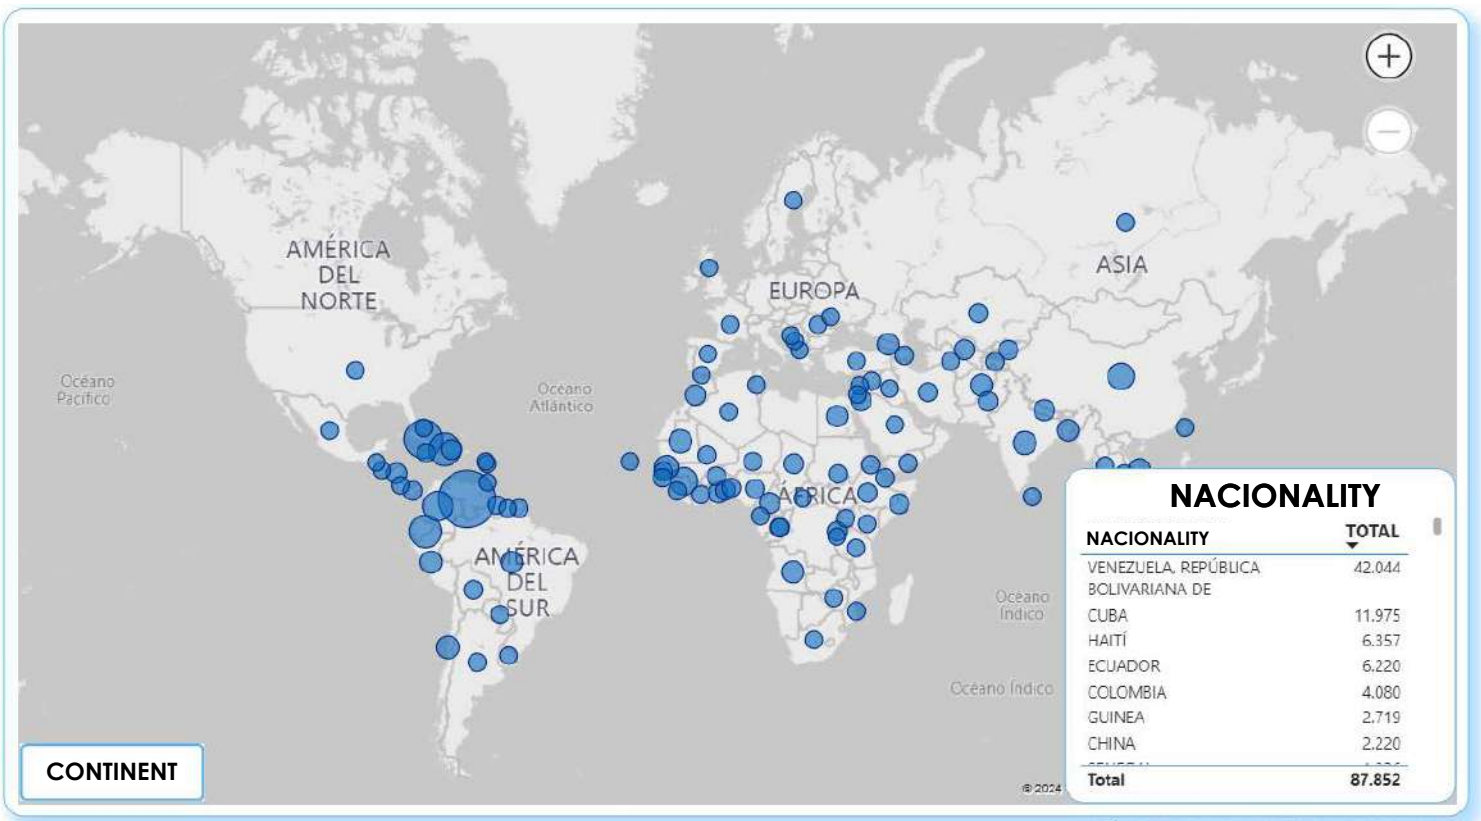 AMÉRICA
DEL
NORTE
ASIA
EUROPA
Océano
Pacífico
Océano
Atlántico
ÁFRICA
AMÉRICA
DEL
SUR
Océano
Índico
Océano Índico
CONTINENT
© 2024
NACIONALITY
NACIONALITY TOTAL
VENEZUELA, REPÚBLICA 42.044
BOLIVARIANA DE
CUBA 11.975
HAITÍ 6.357
ECUADOR 6.220
COLOMBIA 4.080
GUINEA 2.719
CHINA 2.220
Total 87.852